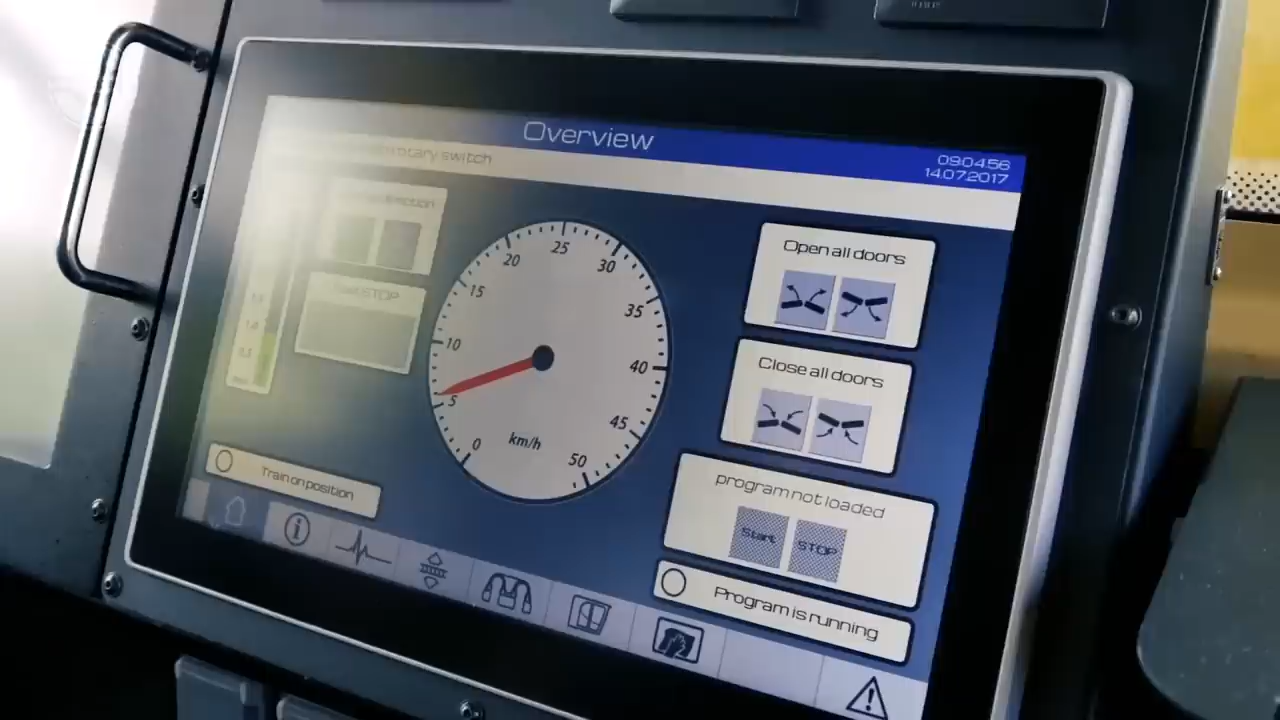 Overview
rotary switch
09:04:56
14.07.2017
STOP
Open all doors
Close all doors
program not loaded
Start
STOP
Program is running
Train on position
0
5
10
15
20
25
30
35
40
45
50
km/h